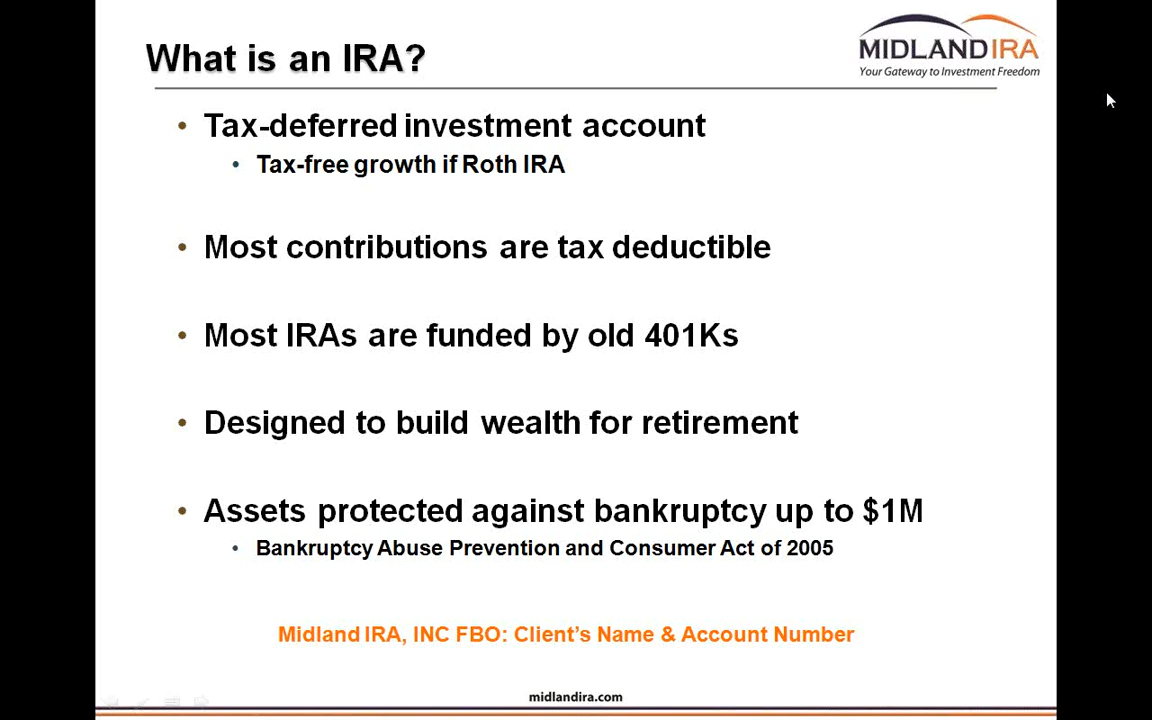 What is an IRA?
MIDLANDIRA
Your Gateway to Investment Freedom
• Tax-deferred investment account
• Tax-free growth if Roth IRA
• Most contributions are tax deductible
• Most IRAs are funded by old 401Ks
• Designed to build wealth for retirement
• Assets protected against bankruptcy up to $1M
• Bankruptcy Abuse Prevention and Consumer Act of 2005
Midland IRA, INC FBO: Client’s Name & Account Number
midlandira.com